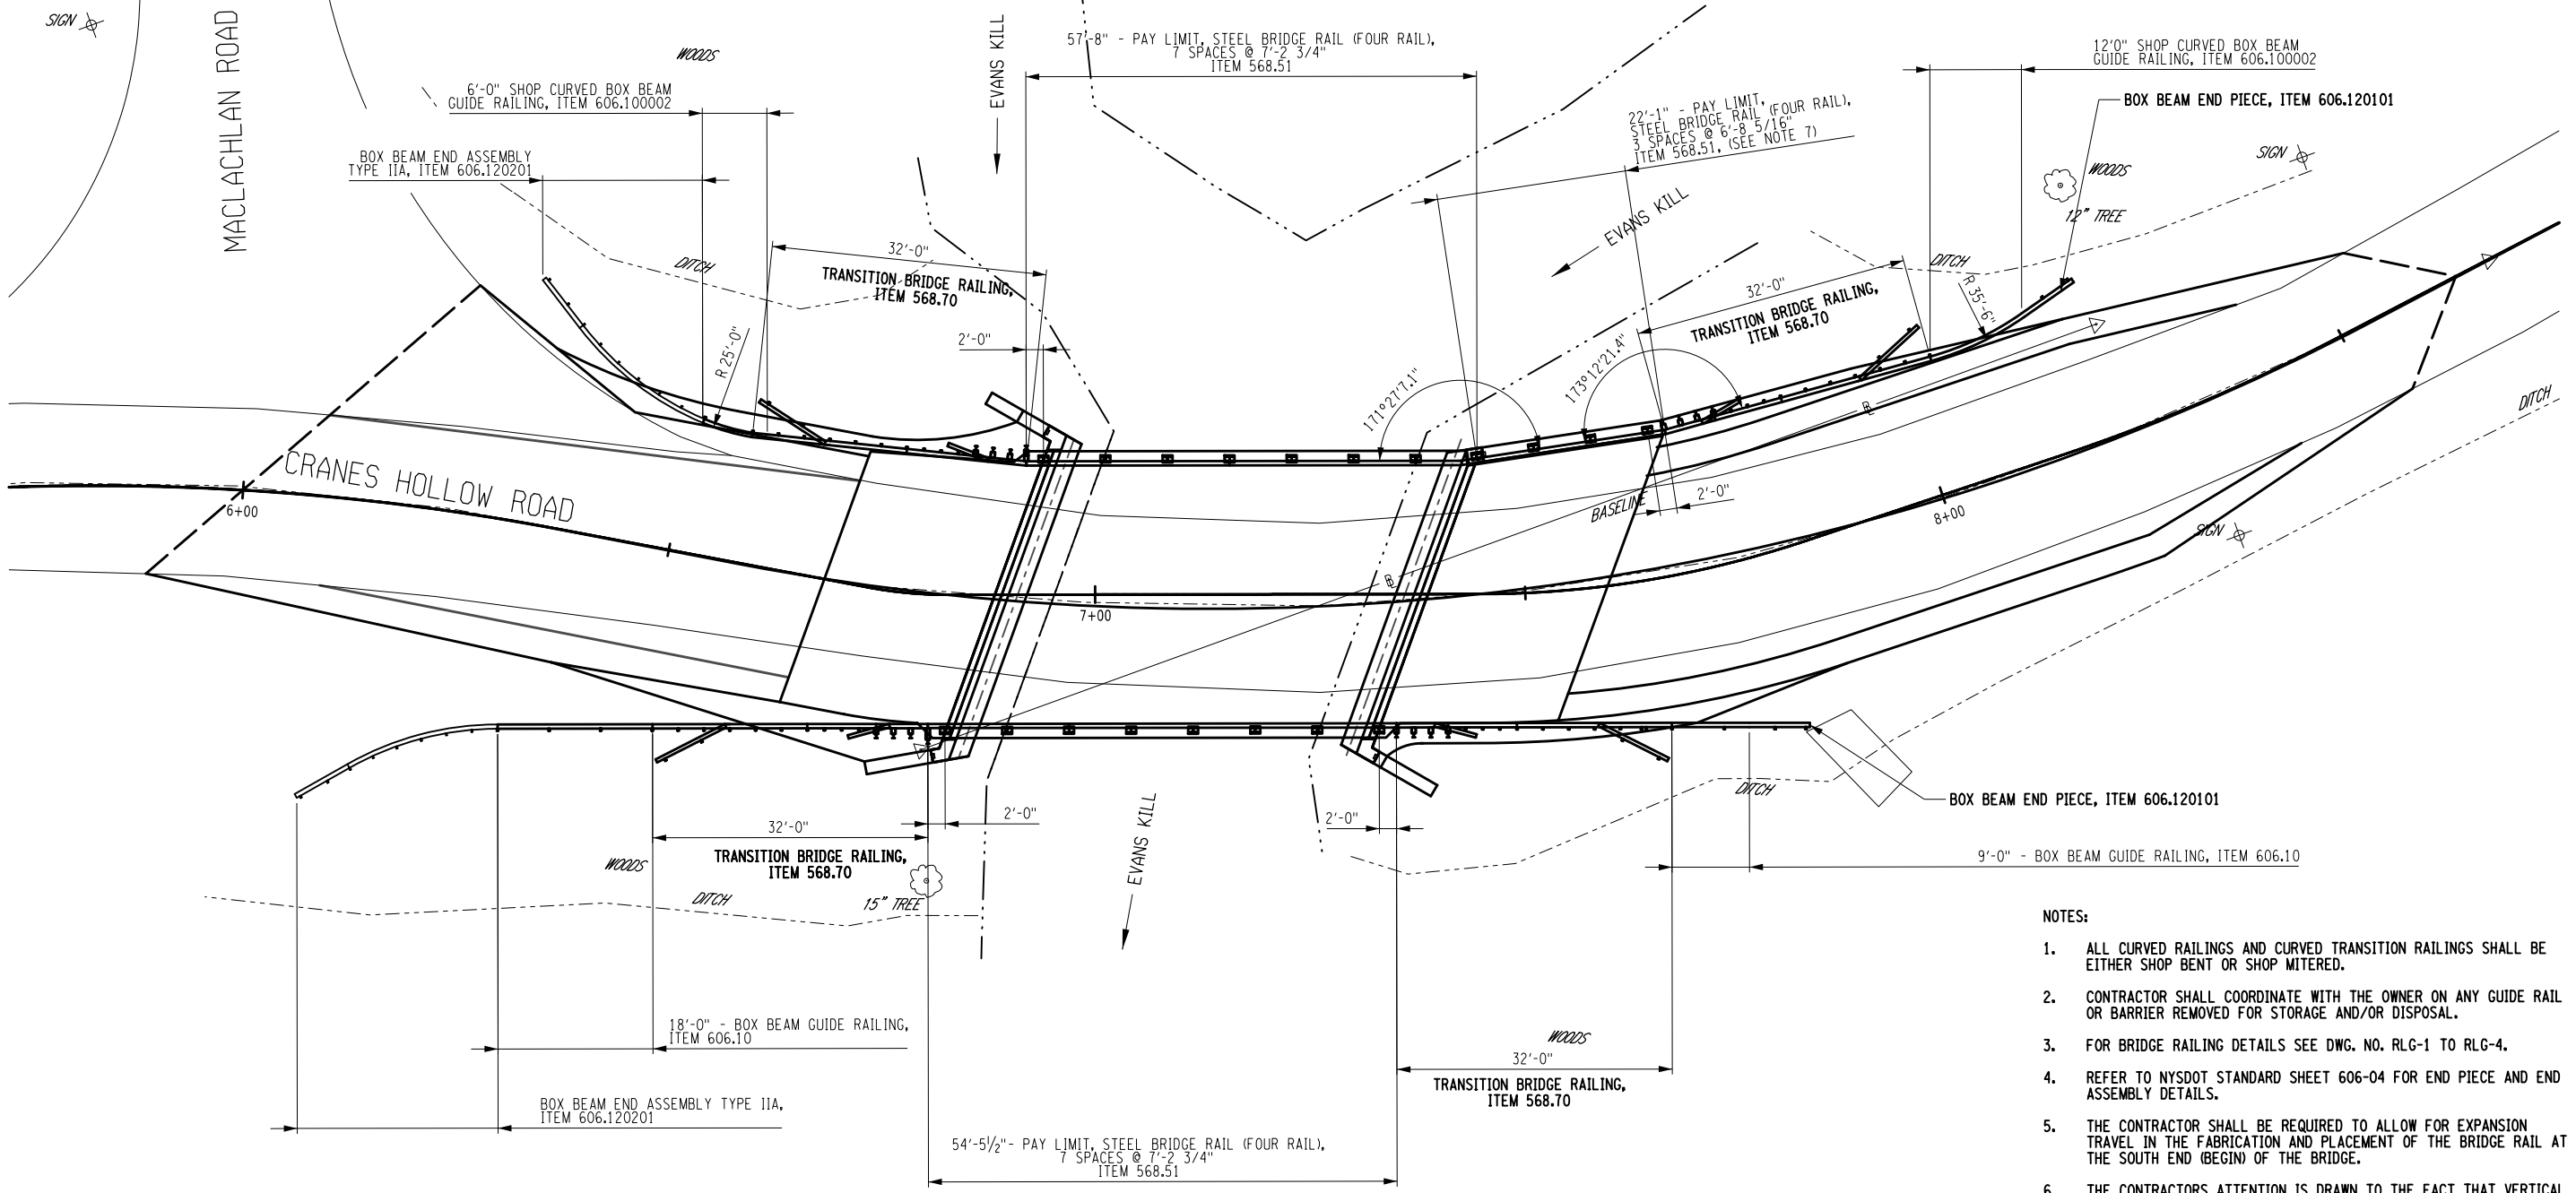 SIGN
MACLACHLAN ROAD
WOODS
6'-0" SHOP CURVED BOX BEAM
GUIDE RAILING, ITEM 606.100002
BOX BEAM END ASSEMBLY
TYPE IIA, ITEM 606.120201
EVANS KILL
57'-8" - PAY LIMIT, STEEL BRIDGE RAIL (FOUR RAIL),
7 SPACES @ 7'-2 3/4"
ITEM 568.51
22'-1" - PAY LIMIT,
STEEL BRIDGE RAIL (FOUR RAIL),
3 SPACES @ 6'-8 5/16"
ITEM 568.51, (SEE NOTE 7)
12'0" SHOP CURVED BOX BEAM
GUIDE RAILING, ITEM 606.100002
BOX BEAM END PIECE, ITEM 606.120101
SIGN
WOODS
12" TREE
EVANS KILL
DITCH
32'-0"
TRANSITION BRIDGE RAILING,
ITEM 568.70
2'-0"
R 25'-0"
171°27'7.1"
173°12'21.4"
32'-0"
TRANSITION BRIDGE RAILING,
ITEM 568.70
DITCH
R 35'-6"
DITCH
CRANES HOLLOW ROAD
6+00
7+00
8+00
BASELINE
2'-0"
BL
BL
SIGN
2'-0"
2'-0"
32'-0"
TRANSITION BRIDGE RAILING,
ITEM 568.70
WOODS
DITCH
15" TREE
EVANS KILL
DITCH
BOX BEAM END PIECE, ITEM 606.120101
9'-0" - BOX BEAM GUIDE RAILING, ITEM 606.10
18'-0" - BOX BEAM GUIDE RAILING,
ITEM 606.10
BOX BEAM END ASSEMBLY TYPE IIA,
ITEM 606.120201
54'-5½"- PAY LIMIT, STEEL BRIDGE RAIL (FOUR RAIL),
7 SPACES @ 7'-2 3/4"
ITEM 568.51
WOODS
32'-0"
TRANSITION BRIDGE RAILING,
ITEM 568.70
NOTES:
1. ALL CURVED RAILINGS AND CURVED TRANSITION RAILINGS SHALL BE
EITHER SHOP BENT OR SHOP MITERED.
2. CONTRACTOR SHALL COORDINATE WITH THE OWNER ON ANY GUIDE RAIL
OR BARRIER REMOVED FOR STORAGE AND/OR DISPOSAL.
3. FOR BRIDGE RAILING DETAILS SEE DWG. NO. RLG-1 TO RLG-4.
4. REFER TO NYSDOT STANDARD SHEET 606-04 FOR END PIECE AND END
ASSEMBLY DETAILS.
5. THE CONTRACTOR SHALL BE REQUIRED TO ALLOW FOR EXPANSION
TRAVEL IN THE FABRICATION AND PLACEMENT OF THE BRIDGE RAIL AT
THE SOUTH END (BEGIN) OF THE BRIDGE.
6. THE CONTRACTORS ATTENTION IS DRAWN TO THE FACT THAT VERTICAL